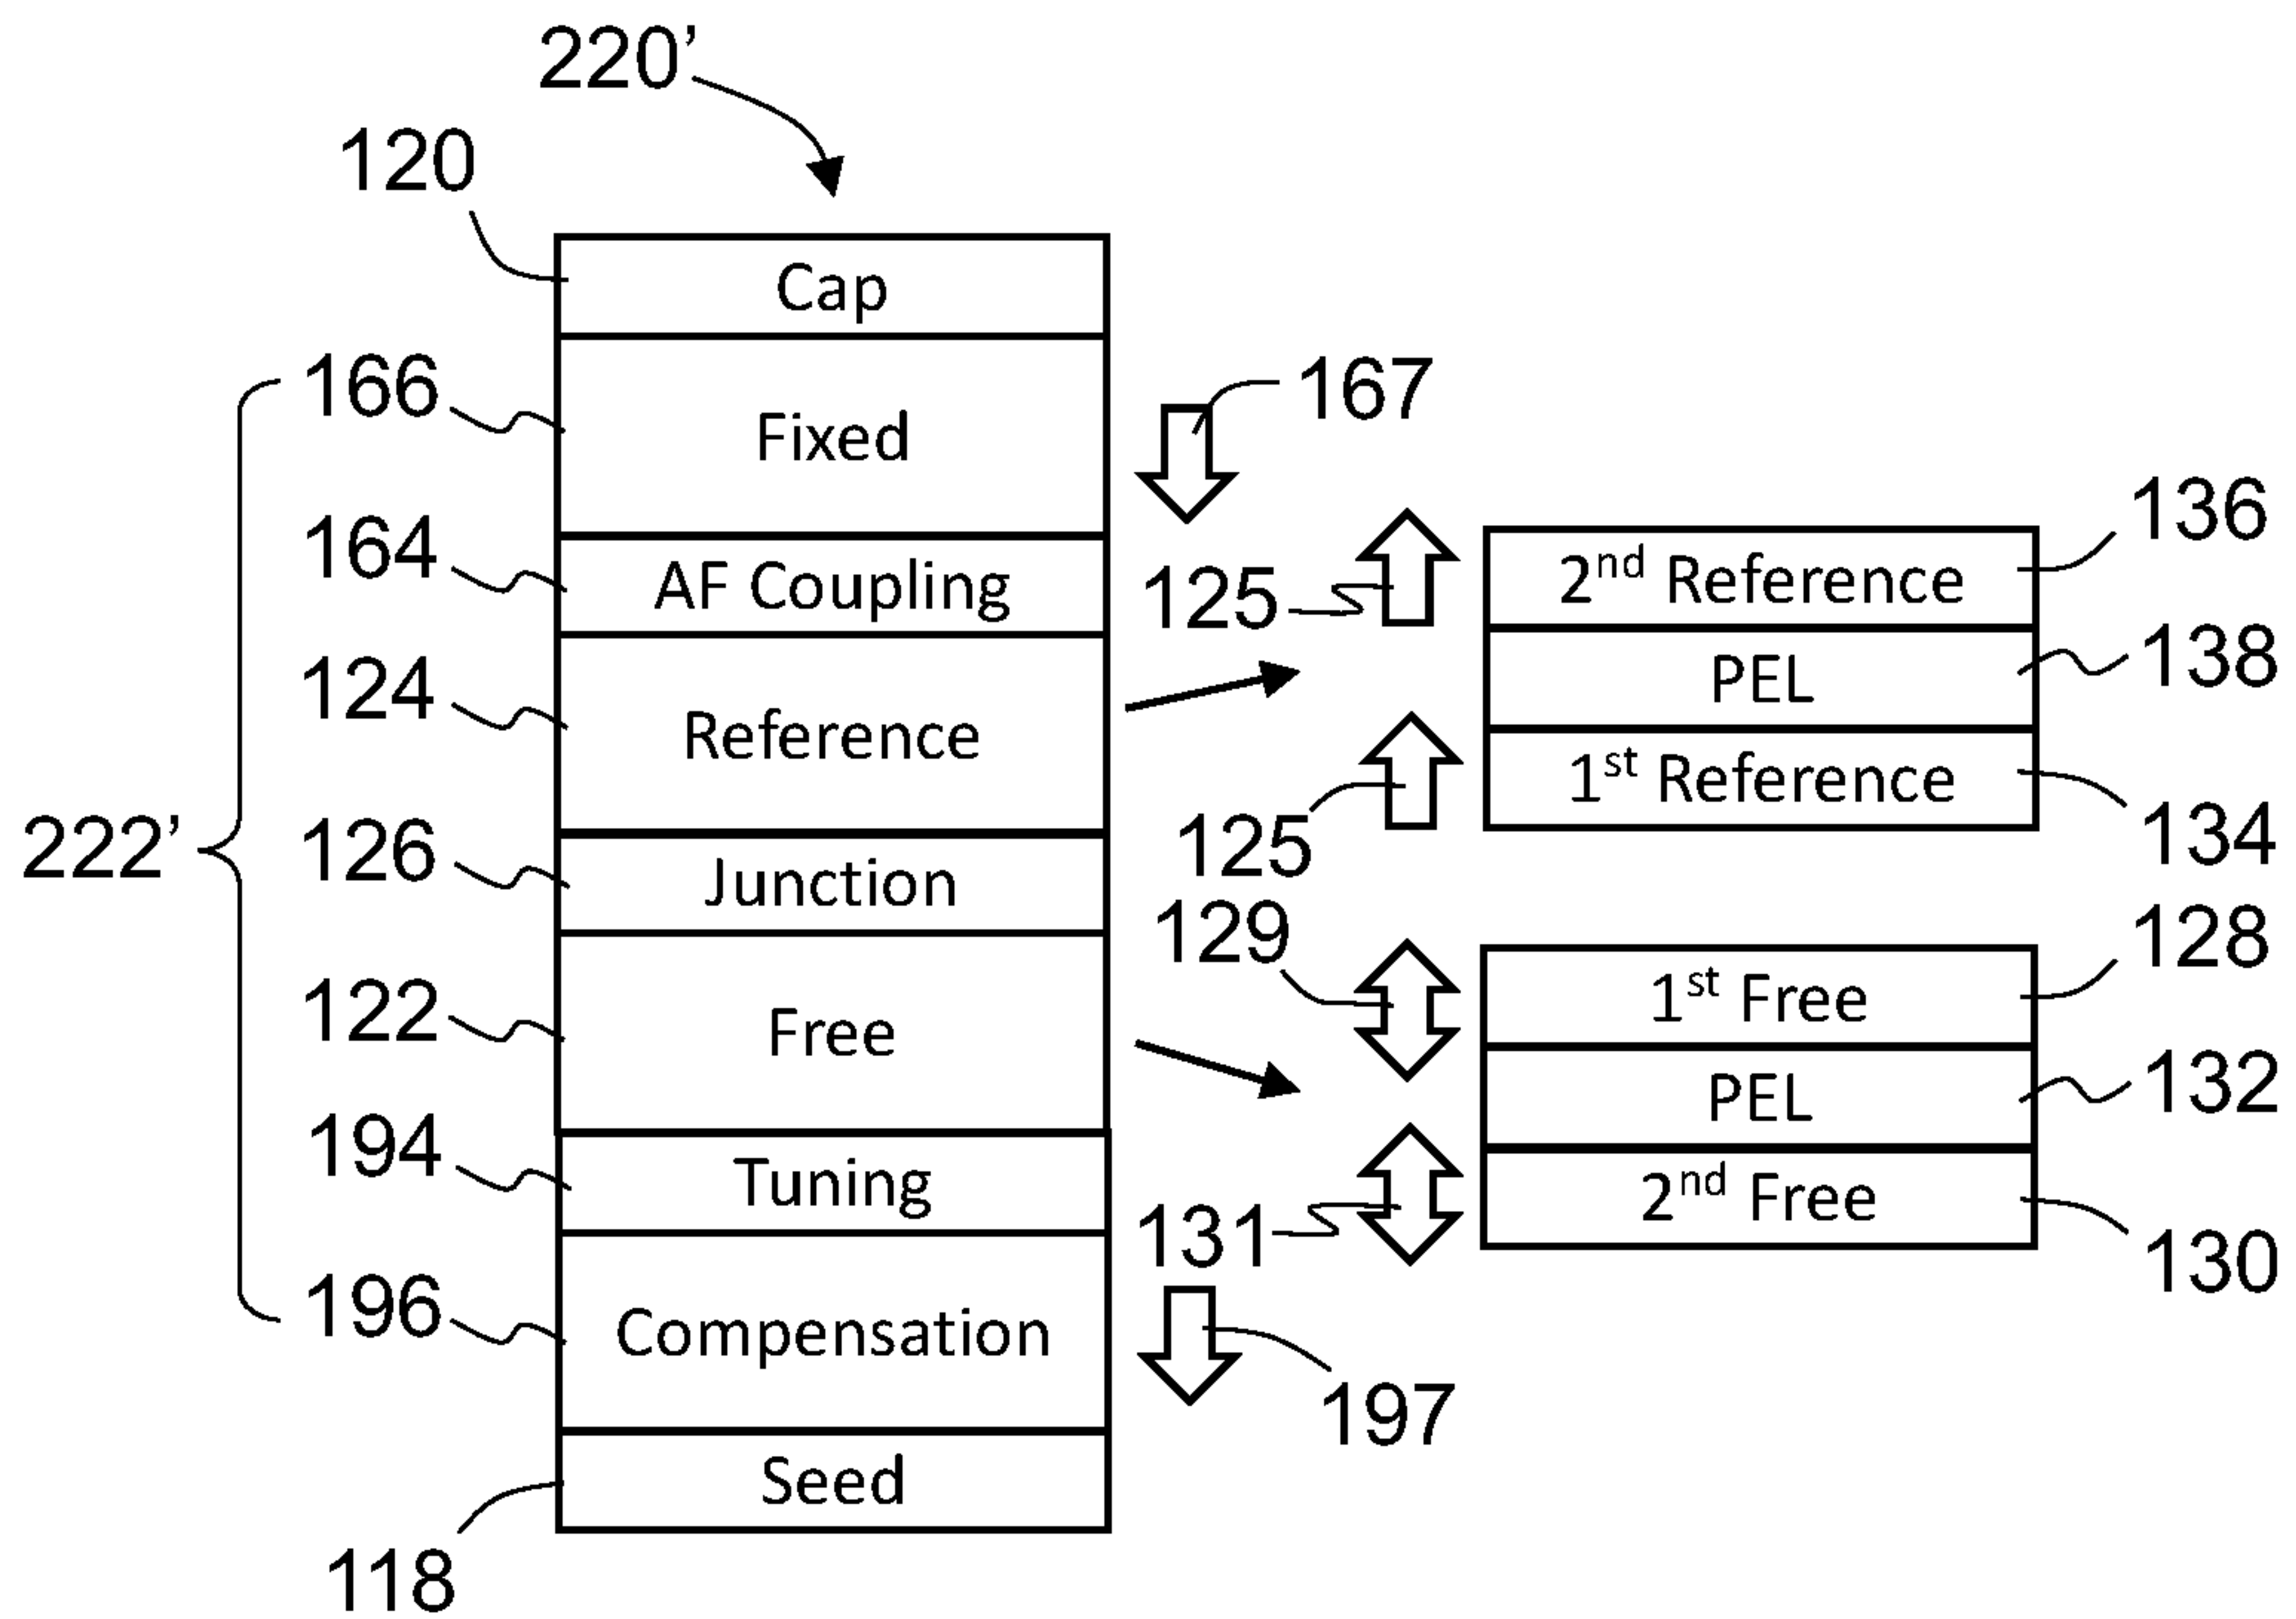 220’
120
Cap
166
Fixed
167
164
AF Coupling
125
2nd Reference
136
124
Reference
PEL
138
125
1st Reference
134
222’
126
Junction
129
1st Free
128
122
Free
PEL
132
194
Tuning
131
2nd Free
130
196
Compensation
197
Seed
118